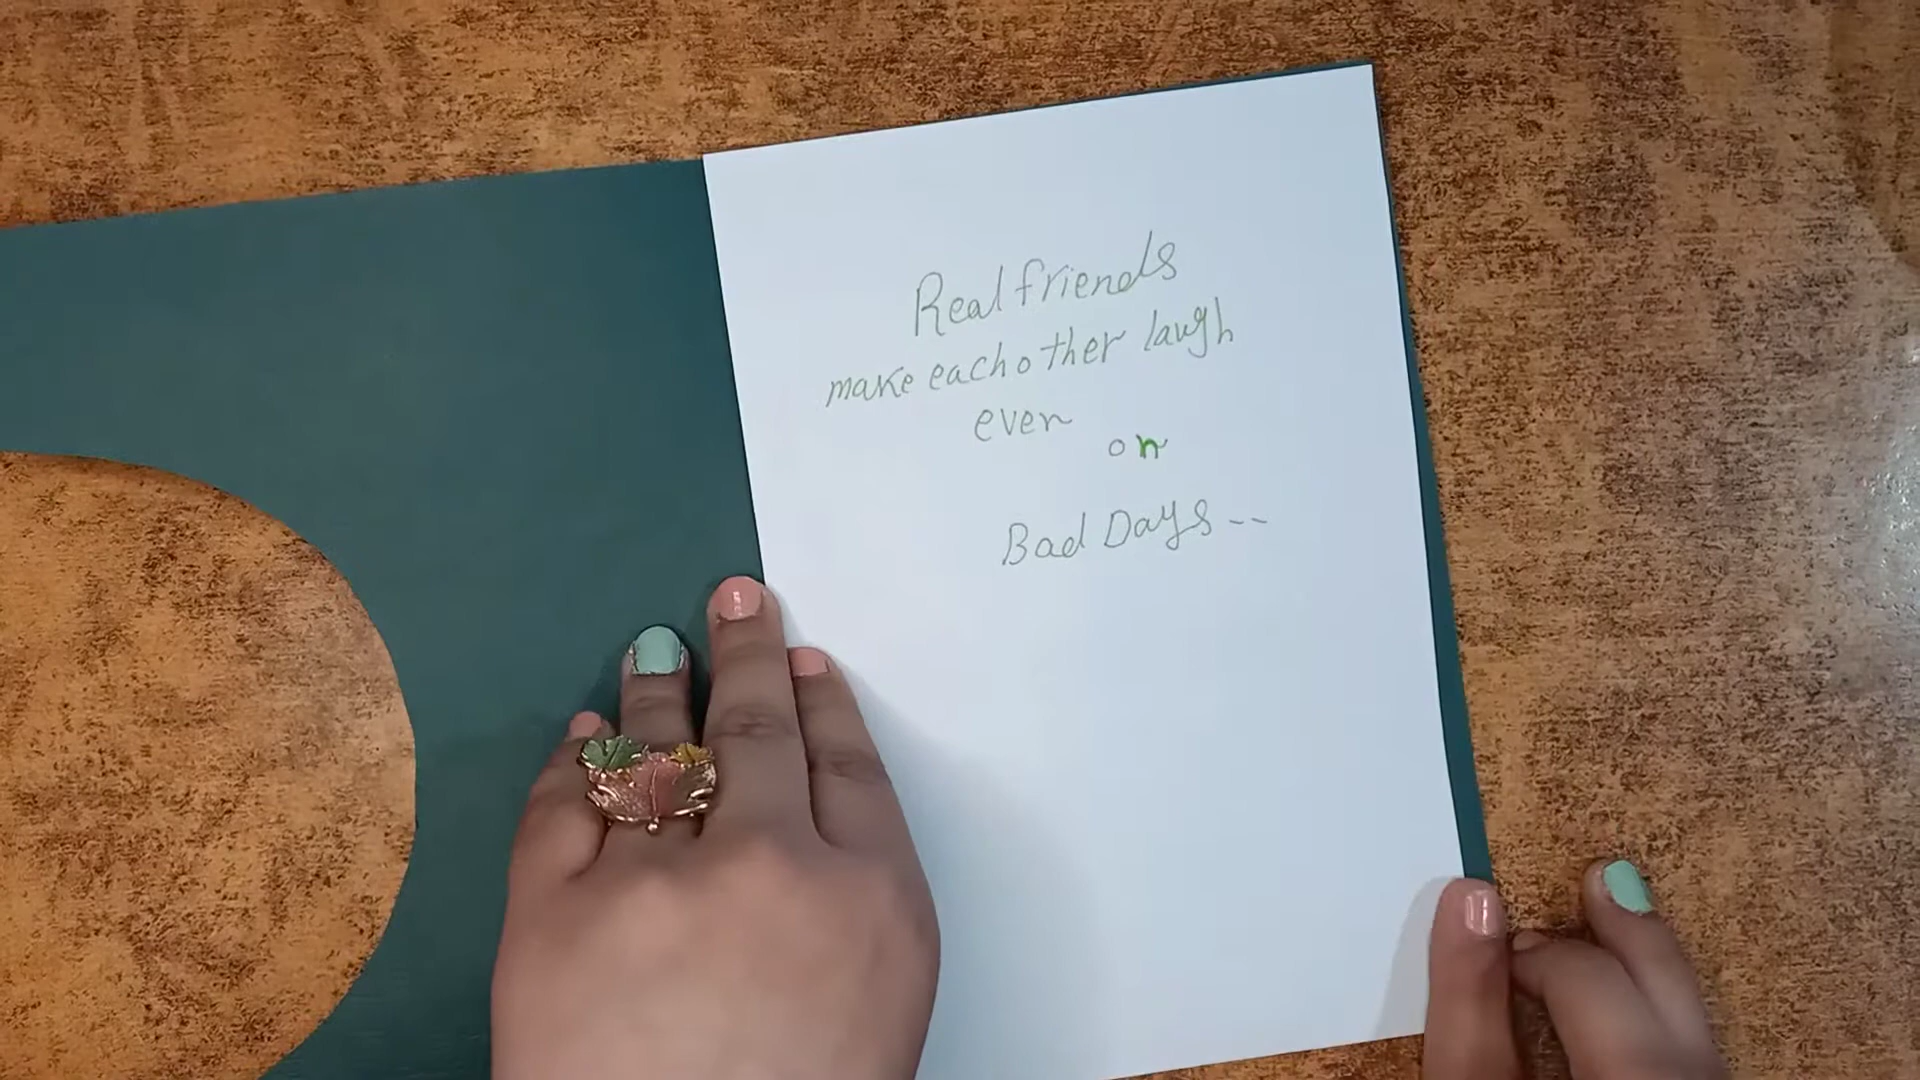 Real friends
make each other laugh
even
on
Bad Days --